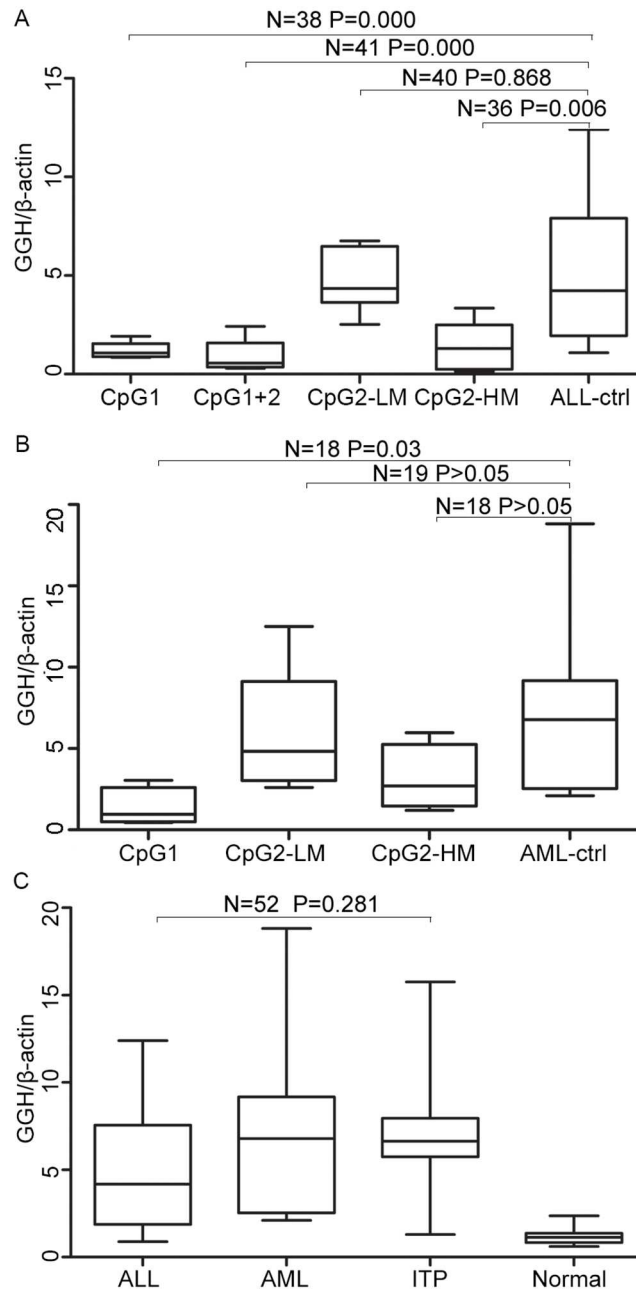 A
N=38 P=0.000
N=41 P=0.000
N=40 P=0.868
N=36 P=0.006
15
10
5
0
GGH/β-actin
CpG1 CpG1+2 CpG2-LM CpG2-HM ALL-ctrl
B
N=18 P=0.03
N=19 P>0.05
N=18 P>0.05
20
15
10
5
0
GGH/β-actin
CpG1 CpG2-LM CpG2-HM AML-ctrl
C
N=52 P=0.281
20
15
10
5
0
GGH/β-actin
ALL AML ITP Normal